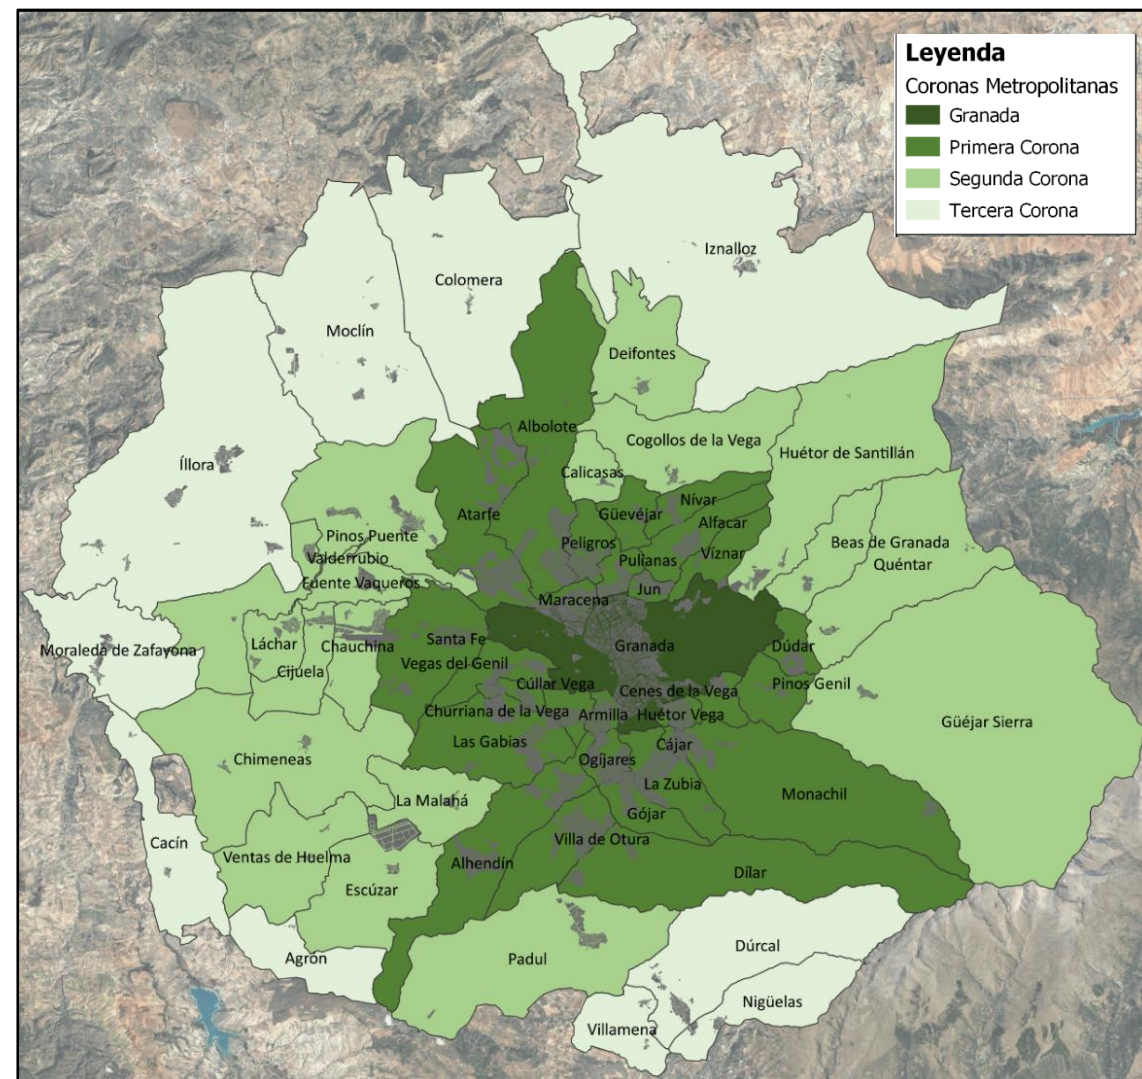 Leyenda
Coronas Metropolitanas
Granada
Primera Corona
Segunda Corona
Tercera Corona
Iznalloz
Colomera
Moclín
Deifontes
Albolote
Cogollos de la Vega
Huétor de Santillán
Íllora
Calicasas
Nívar
Güevéjar
Atarfe
Alfacar
Pinos Puente
Peligros
Beas de Granada
Víznar
Valderrubio
Pulianas
Quéntar
Fuente Vaqueros
Jun
Maracena
Santa Fe
Láchar
Chauchina
Granada
Dúdar
Moraleda de Zafayona
Vegas del Genil
Cijuela
Cúllar Vega
Pinos Genil
Cenes de la Vega
Churriana de la Vega
Armilla
Huétor Vega
Güéjar Sierra
Las Gabias
Cájar
Chimeneas
Ogíjares
La Zubia
Monachil
La Malahá
Gójar
Villa de Otura
Cacín
Ventas de Huelma
Alhendín
Dílar
Escúzar
Dúrcal
Agrón
Padul
Nigüelas
Villamena